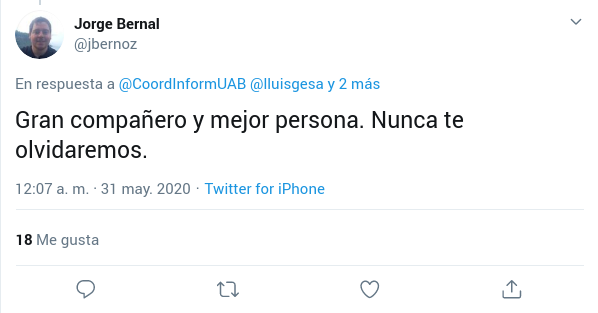 Jorge Bernal
@jbernoz
En respuesta a @CoordInformUAB @lluisgesa y 2 más
Gran compañero y mejor persona. Nunca te
olvidaremos.
12:07 a. m. · 31 may. 2020 · Twitter for iPhone
18 Me gusta